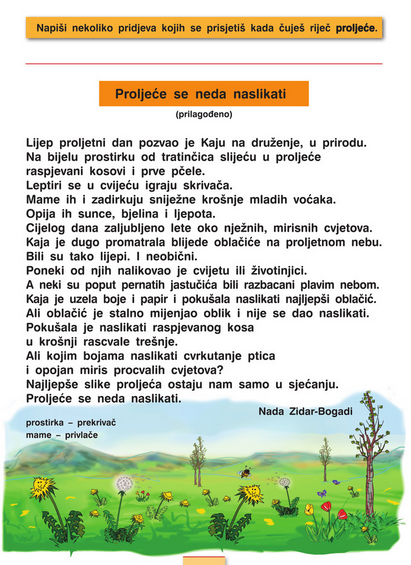 Napiši nekoliko pridjeva kojih se prisjetiš kada čuješ riječ proljeće.
Proljeće se neda naslikati
(prilagođeno)
Lijep proljetni dan pozvao je Kaju na druženje, u prirodu.
Na bijelu prostirku od tratinčica slijeću u proljeće
raspjevani kosovi i prve pčele.
Leptiri se u cvijeću igraju skrivača.
Mame ih i zadirkuju sniježne krošnje mladih voćaka.
Opija ih sunce, bjelina i ljepota.
Cijelog dana zaljubljeno lete oko nježnih, mirisnih cvjetova.
Kaja je dugo promatrala blijede oblačiće na proljetnom nebu.
Bili su tako lijepi. I neobični.
Poneki od njih nalikovao je cvijetu ili životinjici.
A neki su poput pernatih jastučića bili razbacani plavim nebom.
Kaja je uzela boje i papir i pokušala naslikati najljepši oblačić.
Ali oblačić je stalno mijenjao oblik i nije se dao naslikati.
Pokušala je naslikati raspjevanog kosa
u krošnji rascvale trešnje.
Ali kojim bojama naslikati cvrkutanje ptica
i opojan miris procvalih cvjetova?
Najljepše slike proljeća ostaju nam samo u sjećanju.
Proljeće se neda naslikati.
Nada Zidar-Bogadi
prostirka – prekrivač
mame – privlače